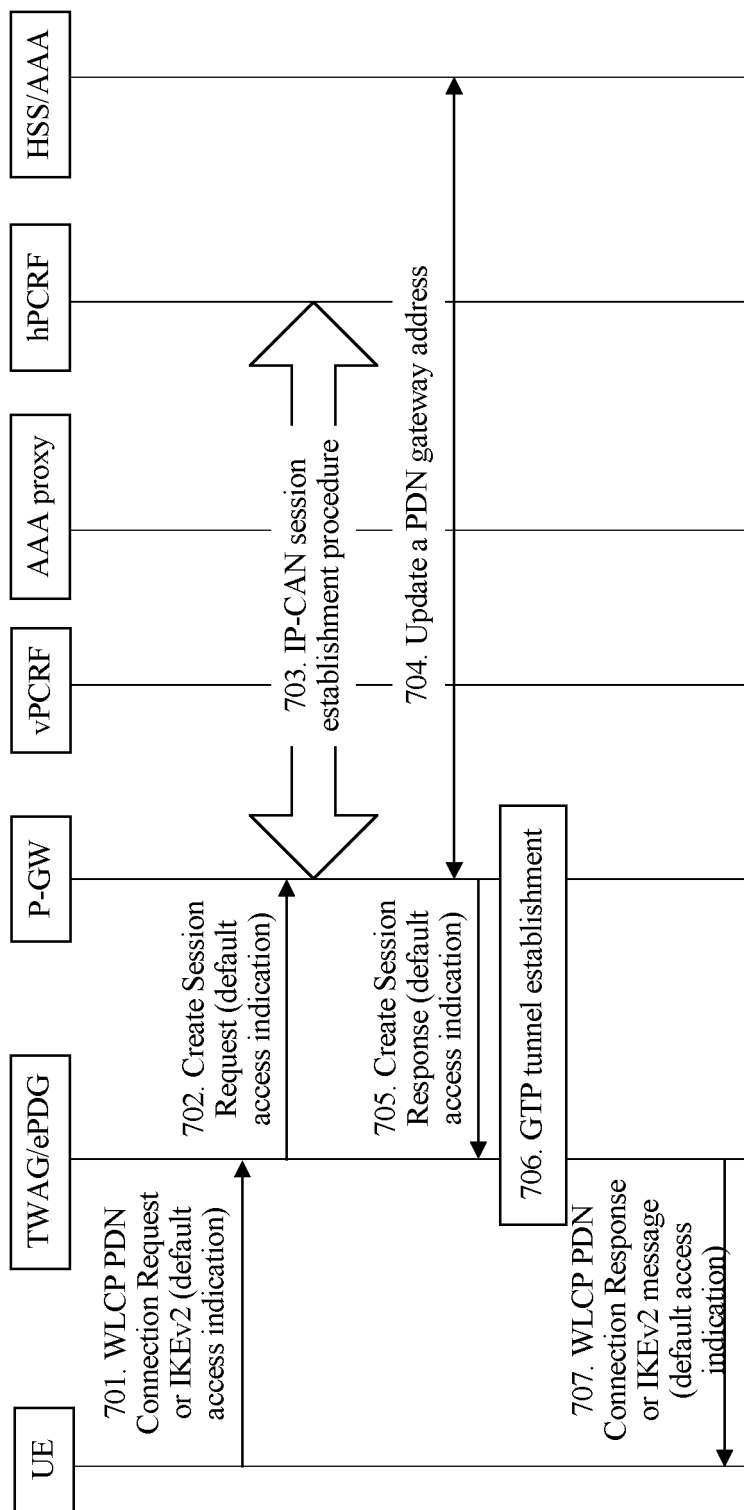 UE
TWAG/ePDG
P-GW
vPCRF
AAA proxy
hPCRF
HSS/AAA
701. WLCP PDN
Connection Request
or IKEv2 (default
access indication)
702. Create Session
Request (default
access indication)
703. IP-CAN session
establishment procedure
704. Update a PDN gateway address
705. Create Session
Response (default
access indication)
706. GTP tunnel establishment
707. WLCP PDN
Connection Response
or IKEv2 message
(default access
indication)